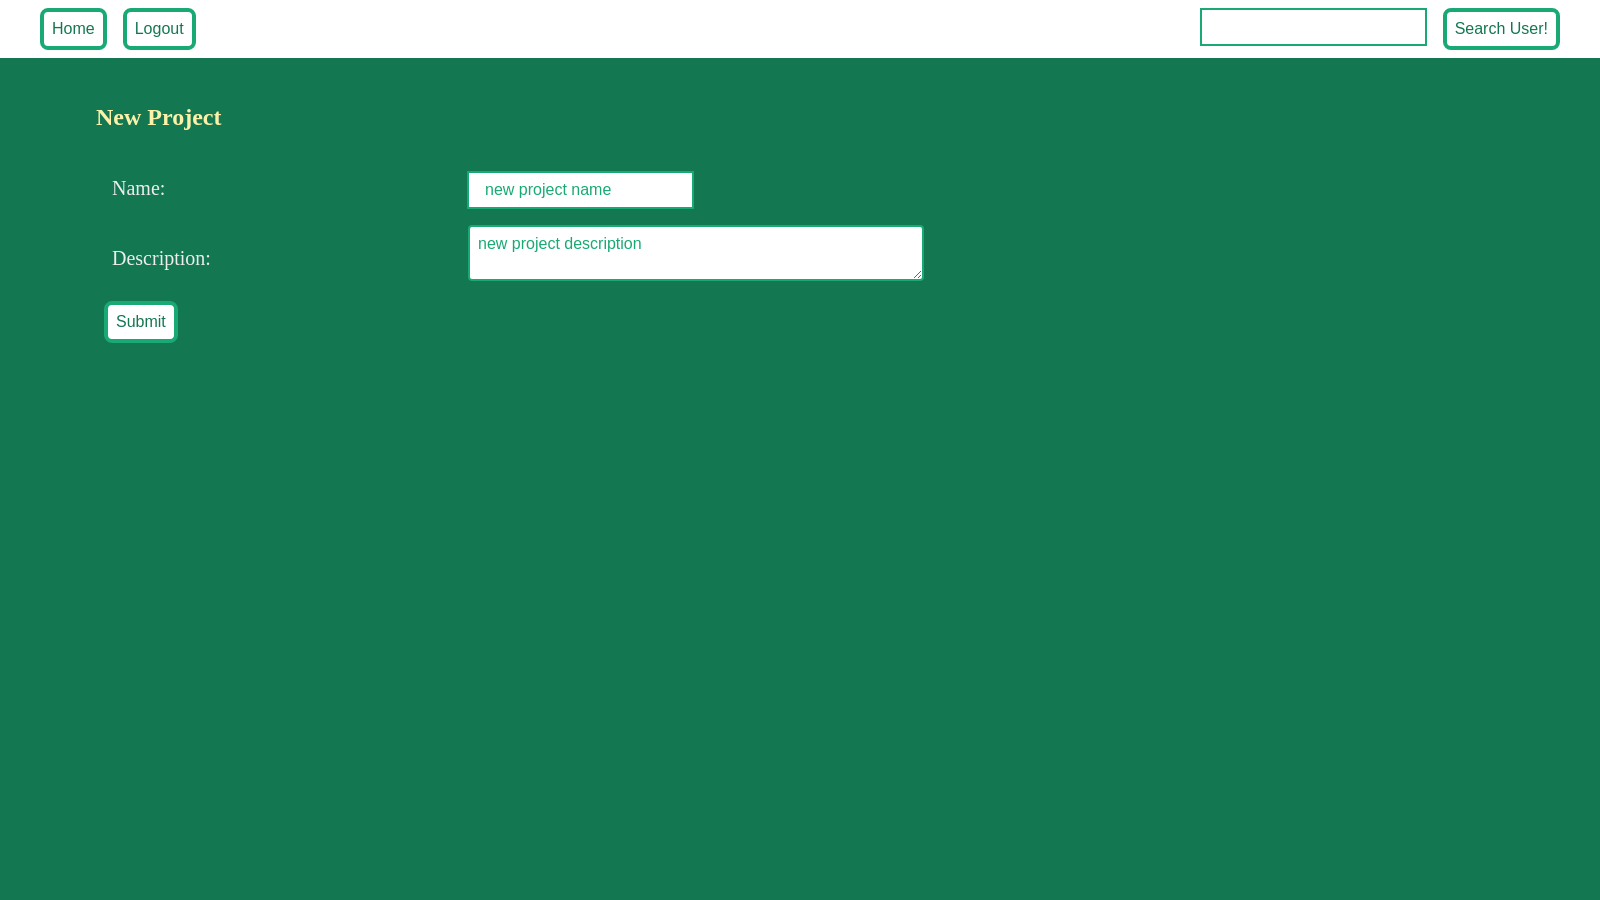 Home Logout Search User!
New Project
Name: new project name
Description: new project description
Submit